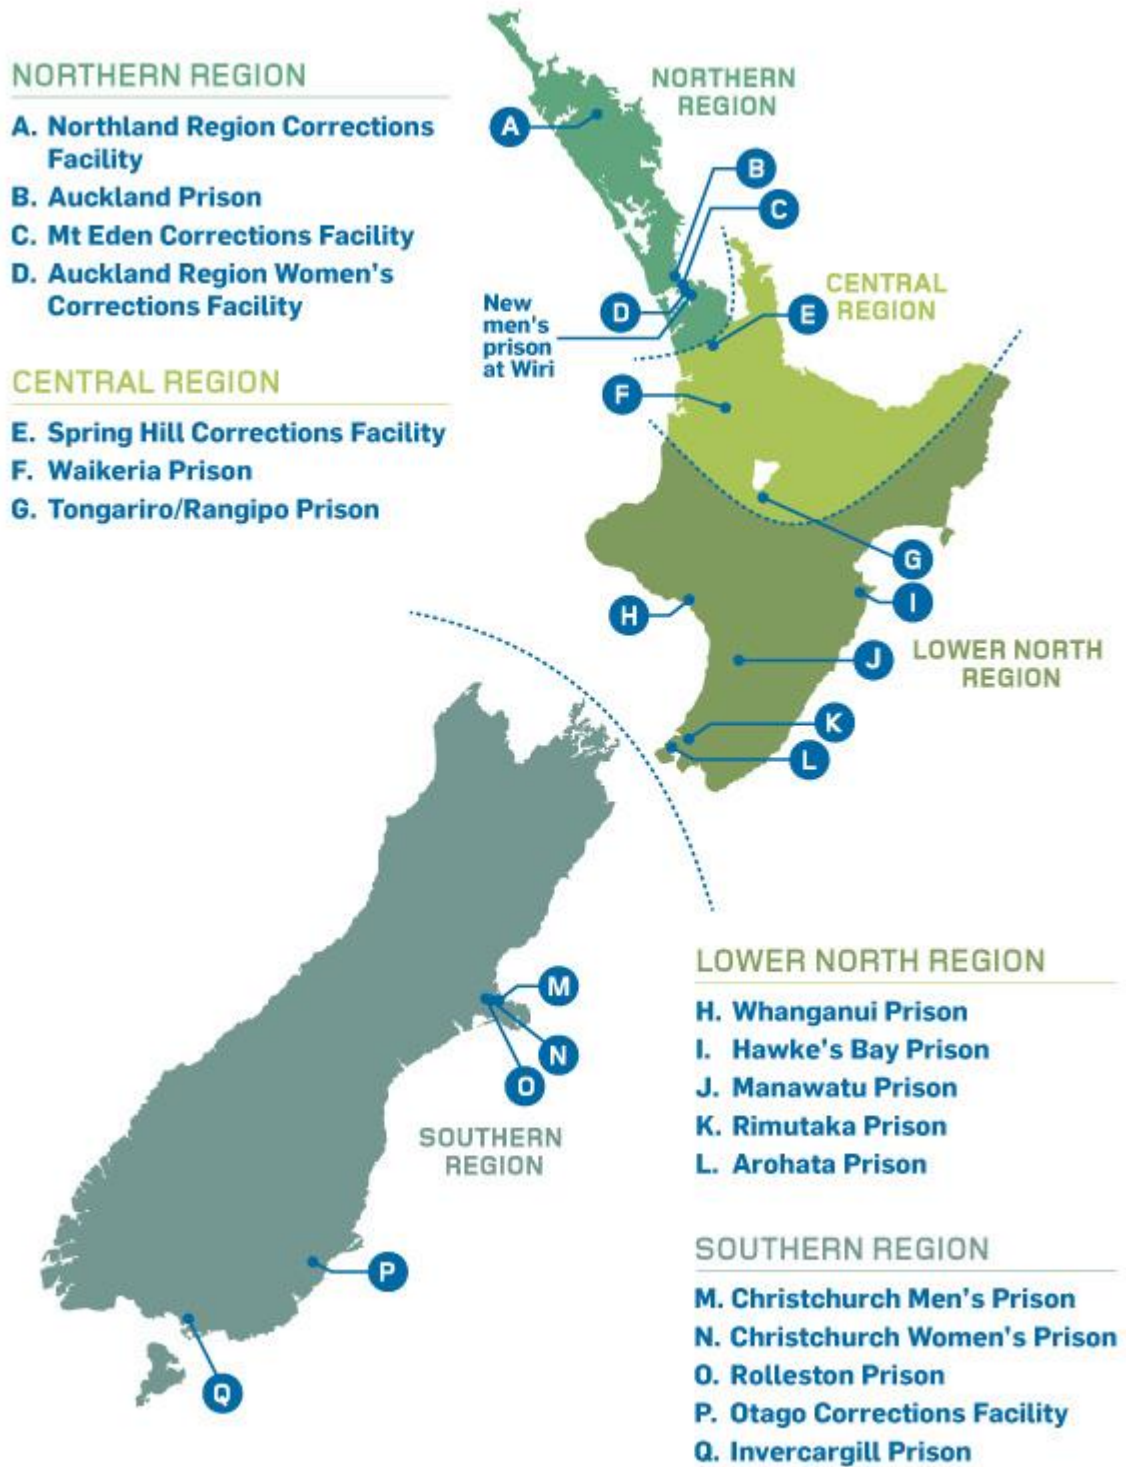 NORTHERN REGION
A. Northland Region Corrections
Facility
B. Auckland Prison
C. Mt Eden Corrections Facility
D. Auckland Region Women's
Corrections Facility
CENTRAL REGION
E. Spring Hill Corrections Facility
F. Waikeria Prison
G. Tongariro/Rangipo Prison
NORTHERN
REGION
A
B
C
D
New
men's
prison
at Wiri
CENTRAL
REGION
E
F
G
H
I
J
LOWER NORTH
REGION
K
L
M
N
O
SOUTHERN
REGION
P
Q
LOWER NORTH REGION
H. Whanganui Prison
I. Hawke's Bay Prison
J. Manawatu Prison
K. Rimutaka Prison
L. Arohata Prison
SOUTHERN REGION
M. Christchurch Men's Prison
N. Christchurch Women's Prison
O. Rolleston Prison
P. Otago Corrections Facility
Q. Invercargill Prison